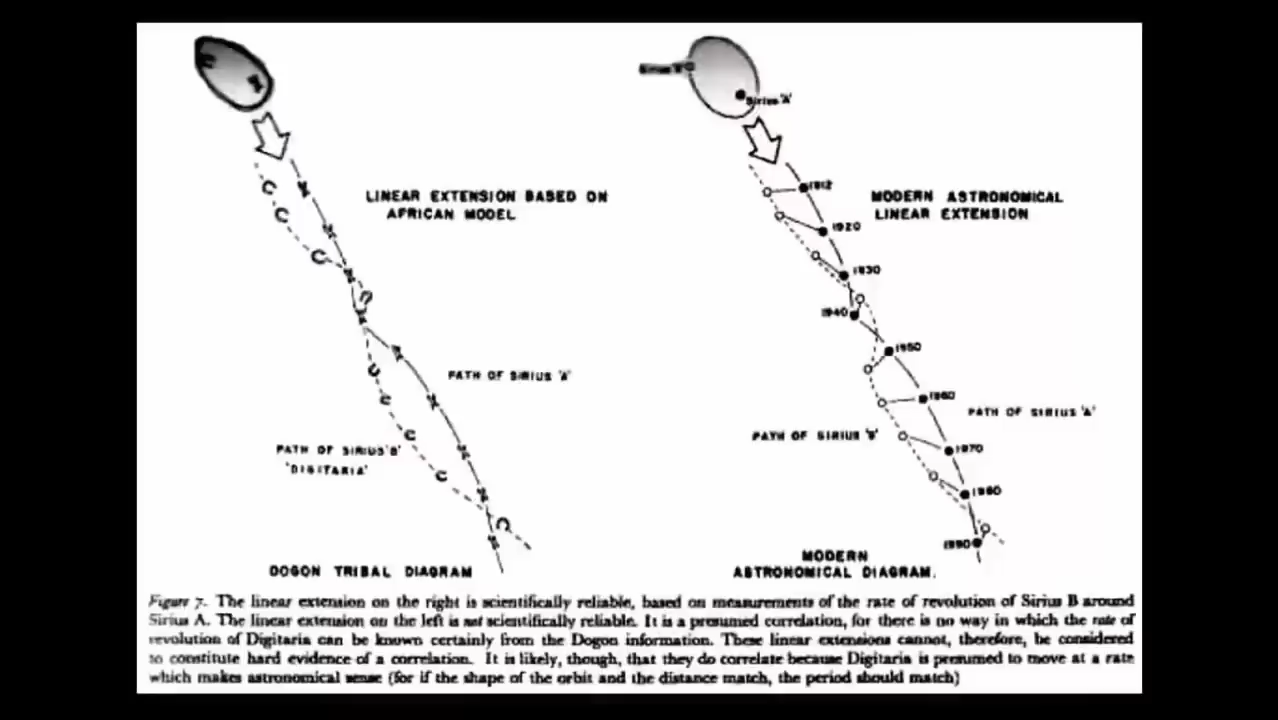 Sirius 'B'
Sirius 'A'
LINEAR EXTENSION BASED ON
AFRICAN MODEL
MODERN ASTRONOMICAL
LINEAR EXTENSION
1912
1920
1930
1940
1950
1960
1970
1980
1990
PATH OF SIRIUS 'A'
PATH OF SIRIUS 'B'
'DIGITARIA'
PATH OF SIRIUS 'A'
PATH OF SIRIUS 'B'
DOGON TRIBAL DIAGRAM
MODERN
ASTRONOMICAL DIAGRAM.
Figure 7. The linear extension on the right is scientifically reliable, based on measurements of the rate of revolution of Sirius B around
Sirius A. The linear extension on the left is not scientifically reliable. It is a presumed correlation, for there is no way in which the rate of
revolution of Digitaria can be known certainly from the Dogon information. These linear extensions cannot, therefore, be considered
to constitute hard evidence of a correlation. It is likely, though, that they do correlate because Digitaria is presumed to move at a rate
which makes astronomical sense (for if the shape of the orbit and the distance match, the period should match)